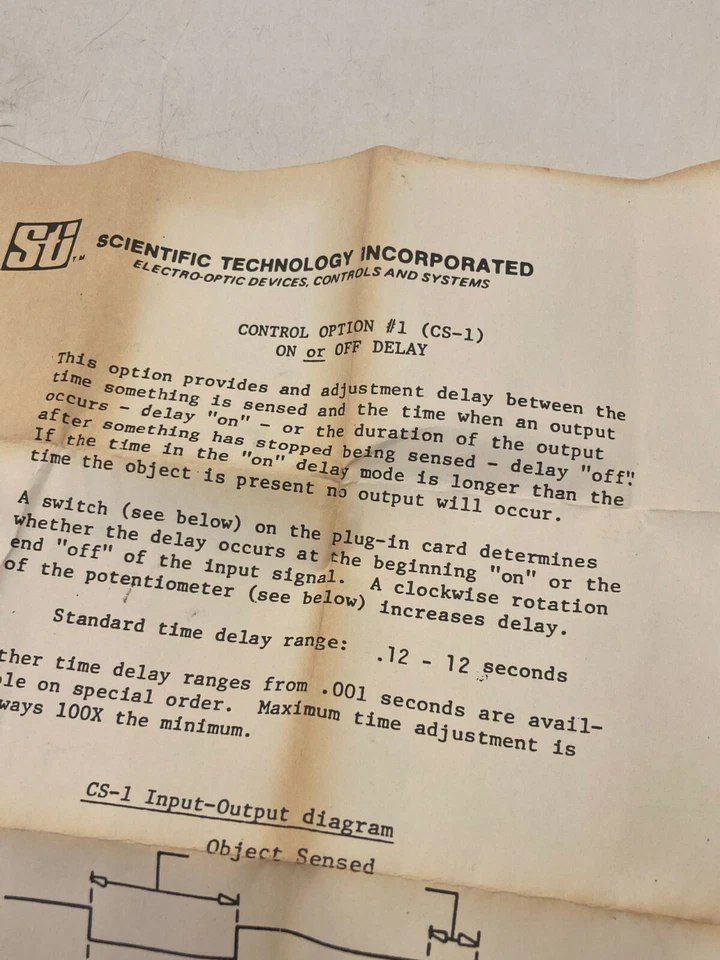 Sti TM
SCIENTIFIC TECHNOLOGY INCORPORATED
ELECTRO-OPTIC DEVICES, CONTROLS AND SYSTEMS
CONTROL OPTION #1 (CS-1)
ON or OFF DELAY
This option provides and adjustment delay between the
time something is sensed and the time when an output
occurs - delay "on" - or the duration of the output
after something has stopped being sensed - delay "off".
If the time in the "on" delay mode is longer than the
time the object is present no output will occur.
A switch (see below) on the plug-in card determines
whether the delay occurs at the beginning "on" or the
end "off" of the input signal. A clockwise rotation
of the potentiometer (see below) increases delay.
Standard time delay range: .12 - 12 seconds
ther time delay ranges from .001 seconds are avail-
ble on special order. Maximum time adjustment is
ways 100X the minimum.
CS-1 Input-Output diagram
Object Sensed